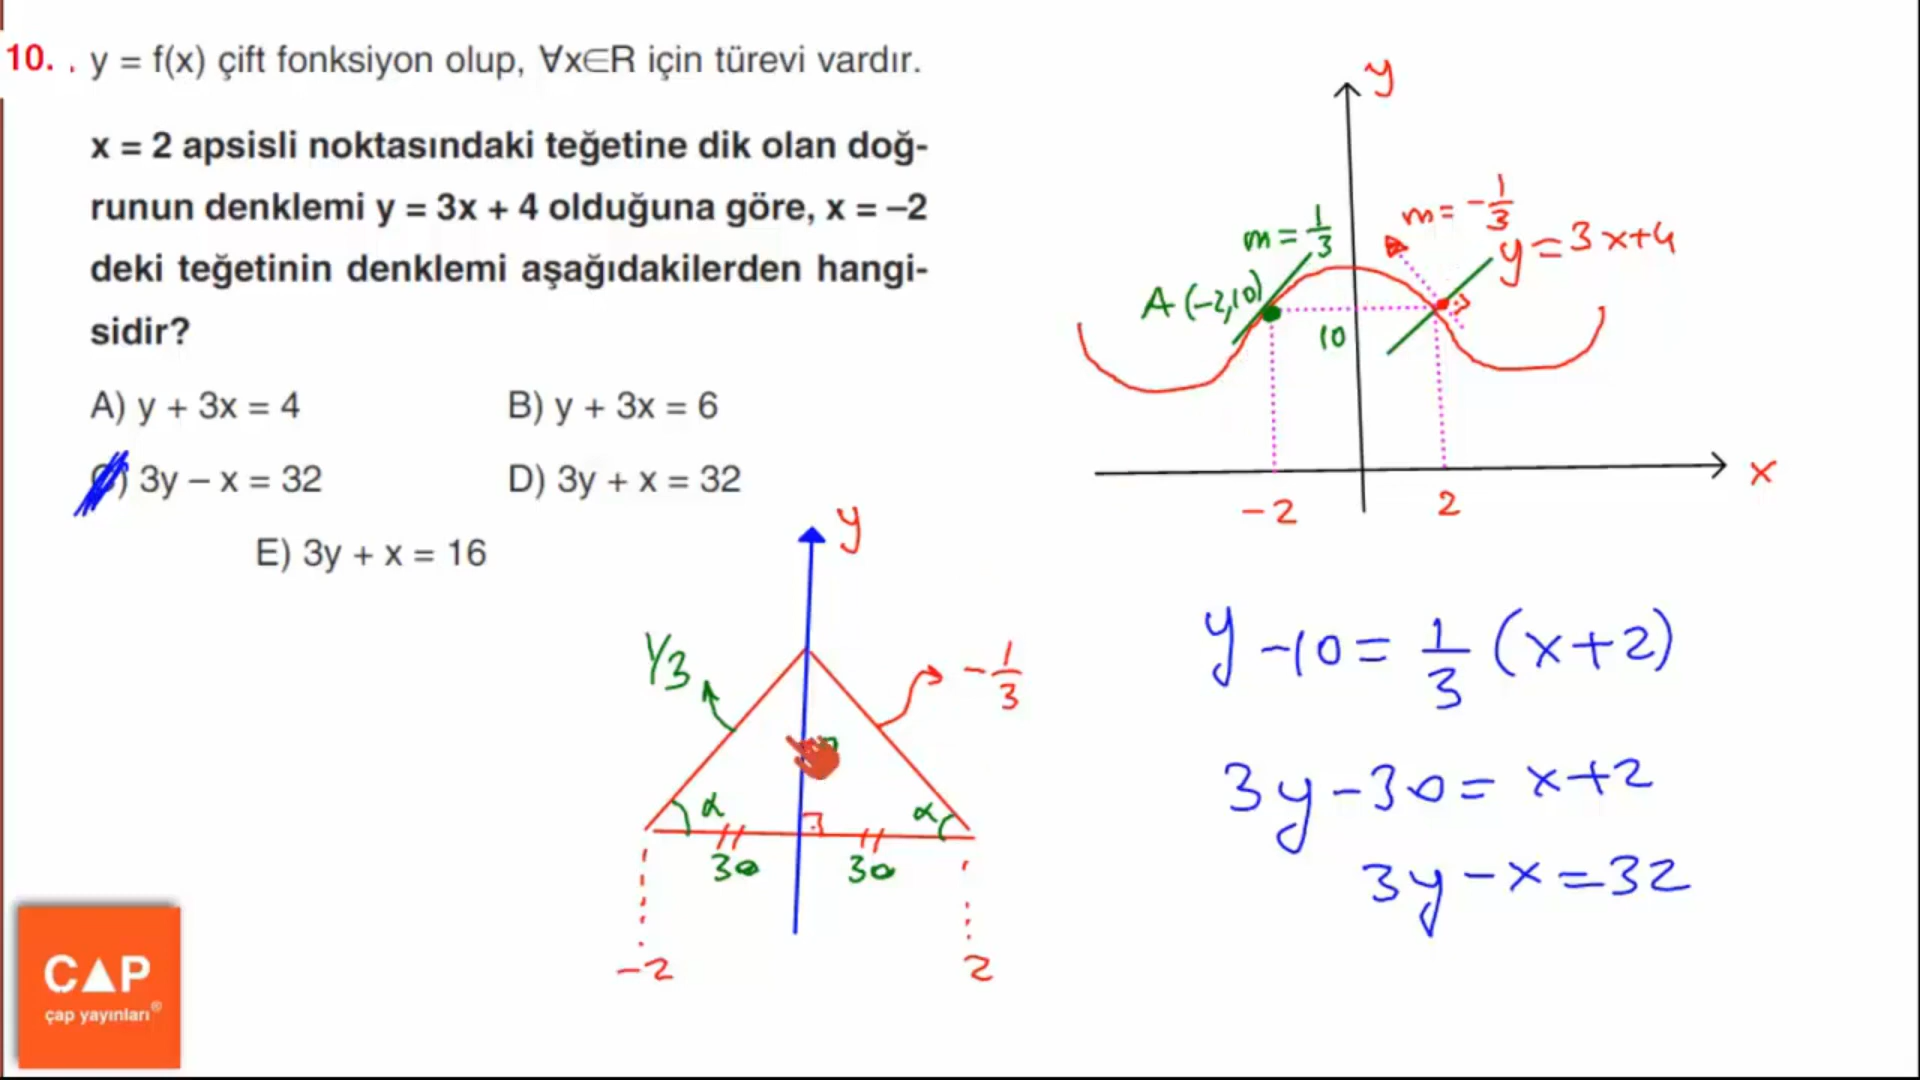 10. . y = f(x) çift fonksiyon olup, ∀x∈R için türevi vardır.
x = 2 apsisli noktasındaki teğetine dik olan doğ-
runun denklemi y = 3x + 4 olduğuna göre, x = –2
deki teğetinin denklemi aşağıdakilerden hangi-
sidir?
A) y + 3x = 4
B) y + 3x = 6
C) 3y – x = 32
D) 3y + x = 32
E) 3y + x = 16
y
m = 1/3
m = -1/3
y = 3x+4
A (-2,10)
10
x
-2
2
y
1/3
-1/3
α
α
30
30
-2
2
y -10 = 1/3 (x+2)
3y -30 = x+2
3y - x = 32
CAP
çap yayınları®